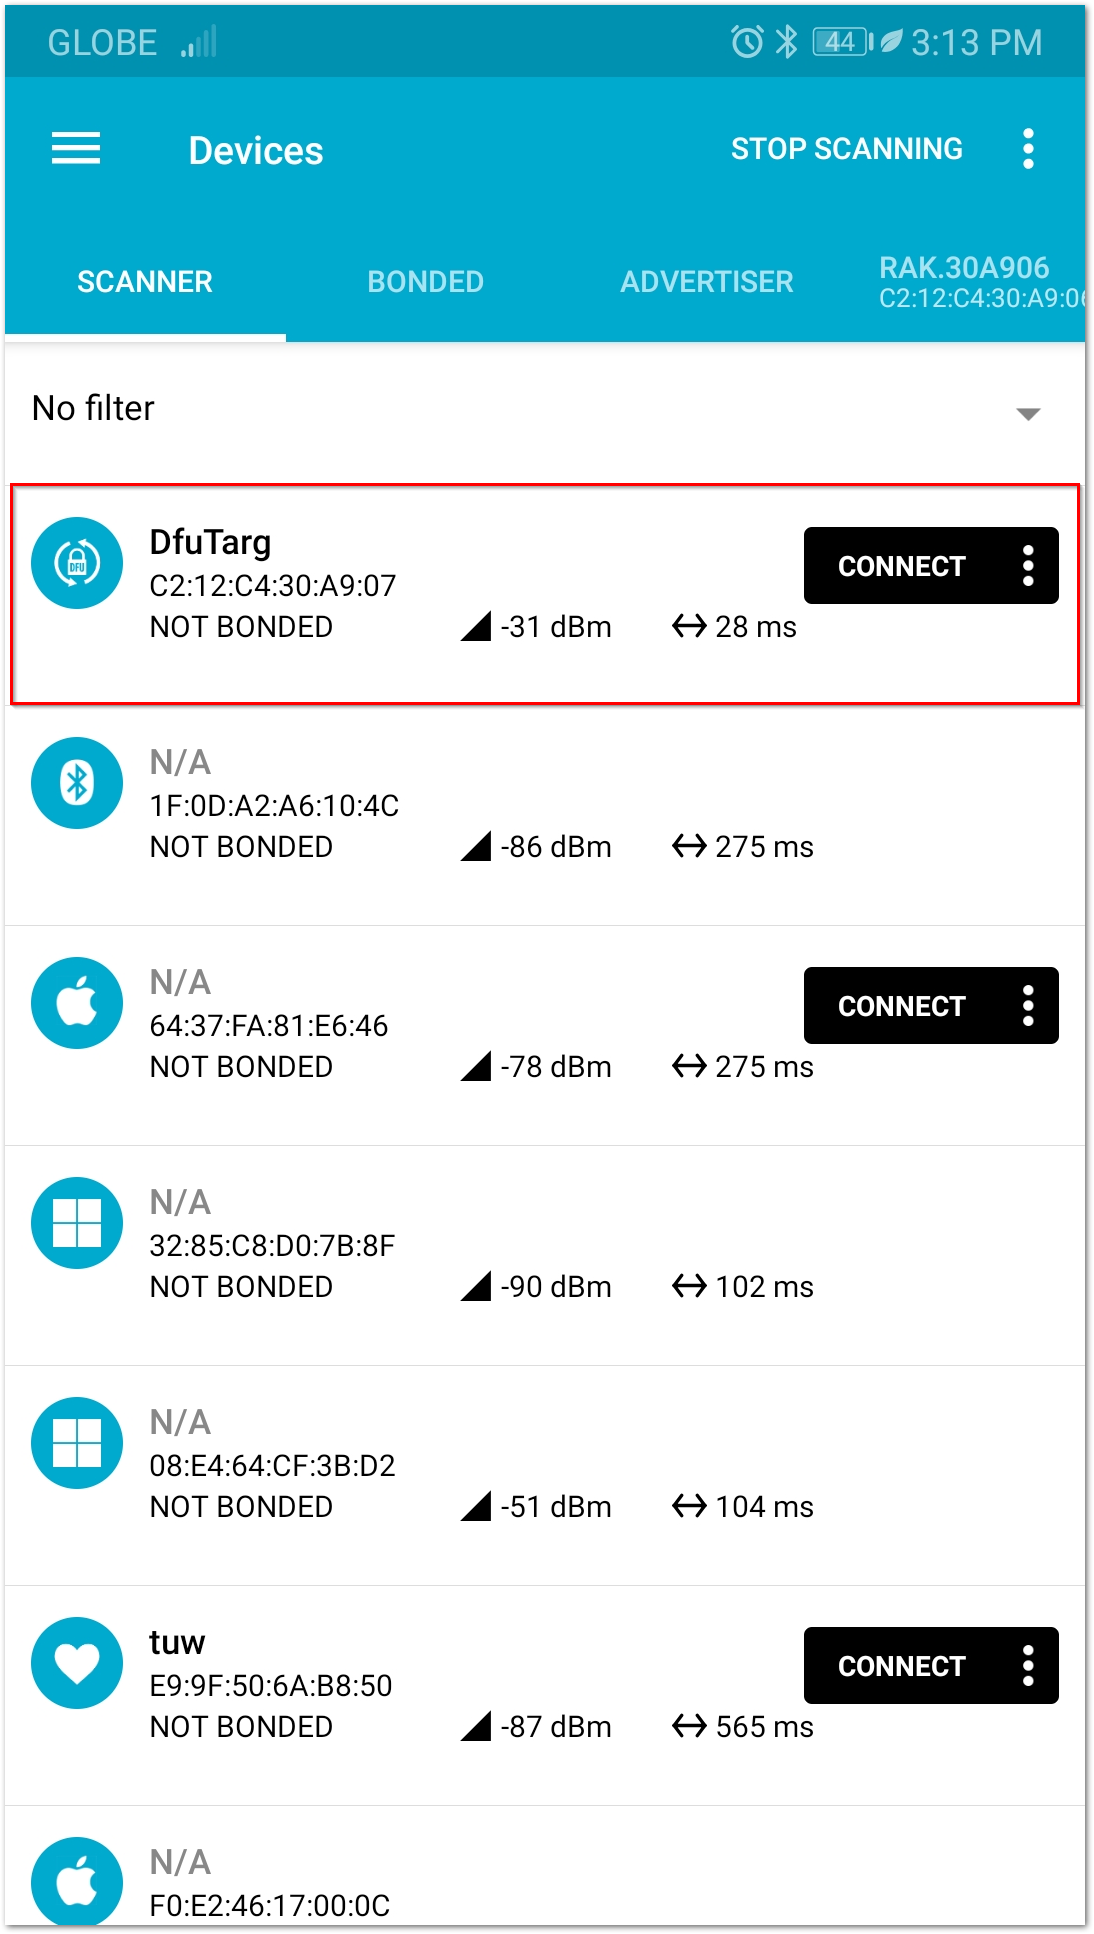 GLOBE 44 3:13 PM
Devices STOP SCANNING
SCANNER BONDED ADVERTISER RAK.30A906
C2:12:C4:30:A9:06
No filter
DfuTarg
DFU
CONNECT
C2:12:C4:30:A9:07
NOT BONDED -31 dBm 28 ms
N/A
1F:0D:A2:A6:10:4C
NOT BONDED -86 dBm 275 ms
N/A
CONNECT
64:37:FA:81:E6:46
NOT BONDED -78 dBm 275 ms
N/A
32:85:C8:D0:7B:8F
NOT BONDED -90 dBm 102 ms
N/A
08:E4:64:CF:3B:D2
NOT BONDED -51 dBm 104 ms
tuw
CONNECT
E9:9F:50:6A:B8:50
NOT BONDED -87 dBm 565 ms
N/A
F0:E2:46:17:00:0C